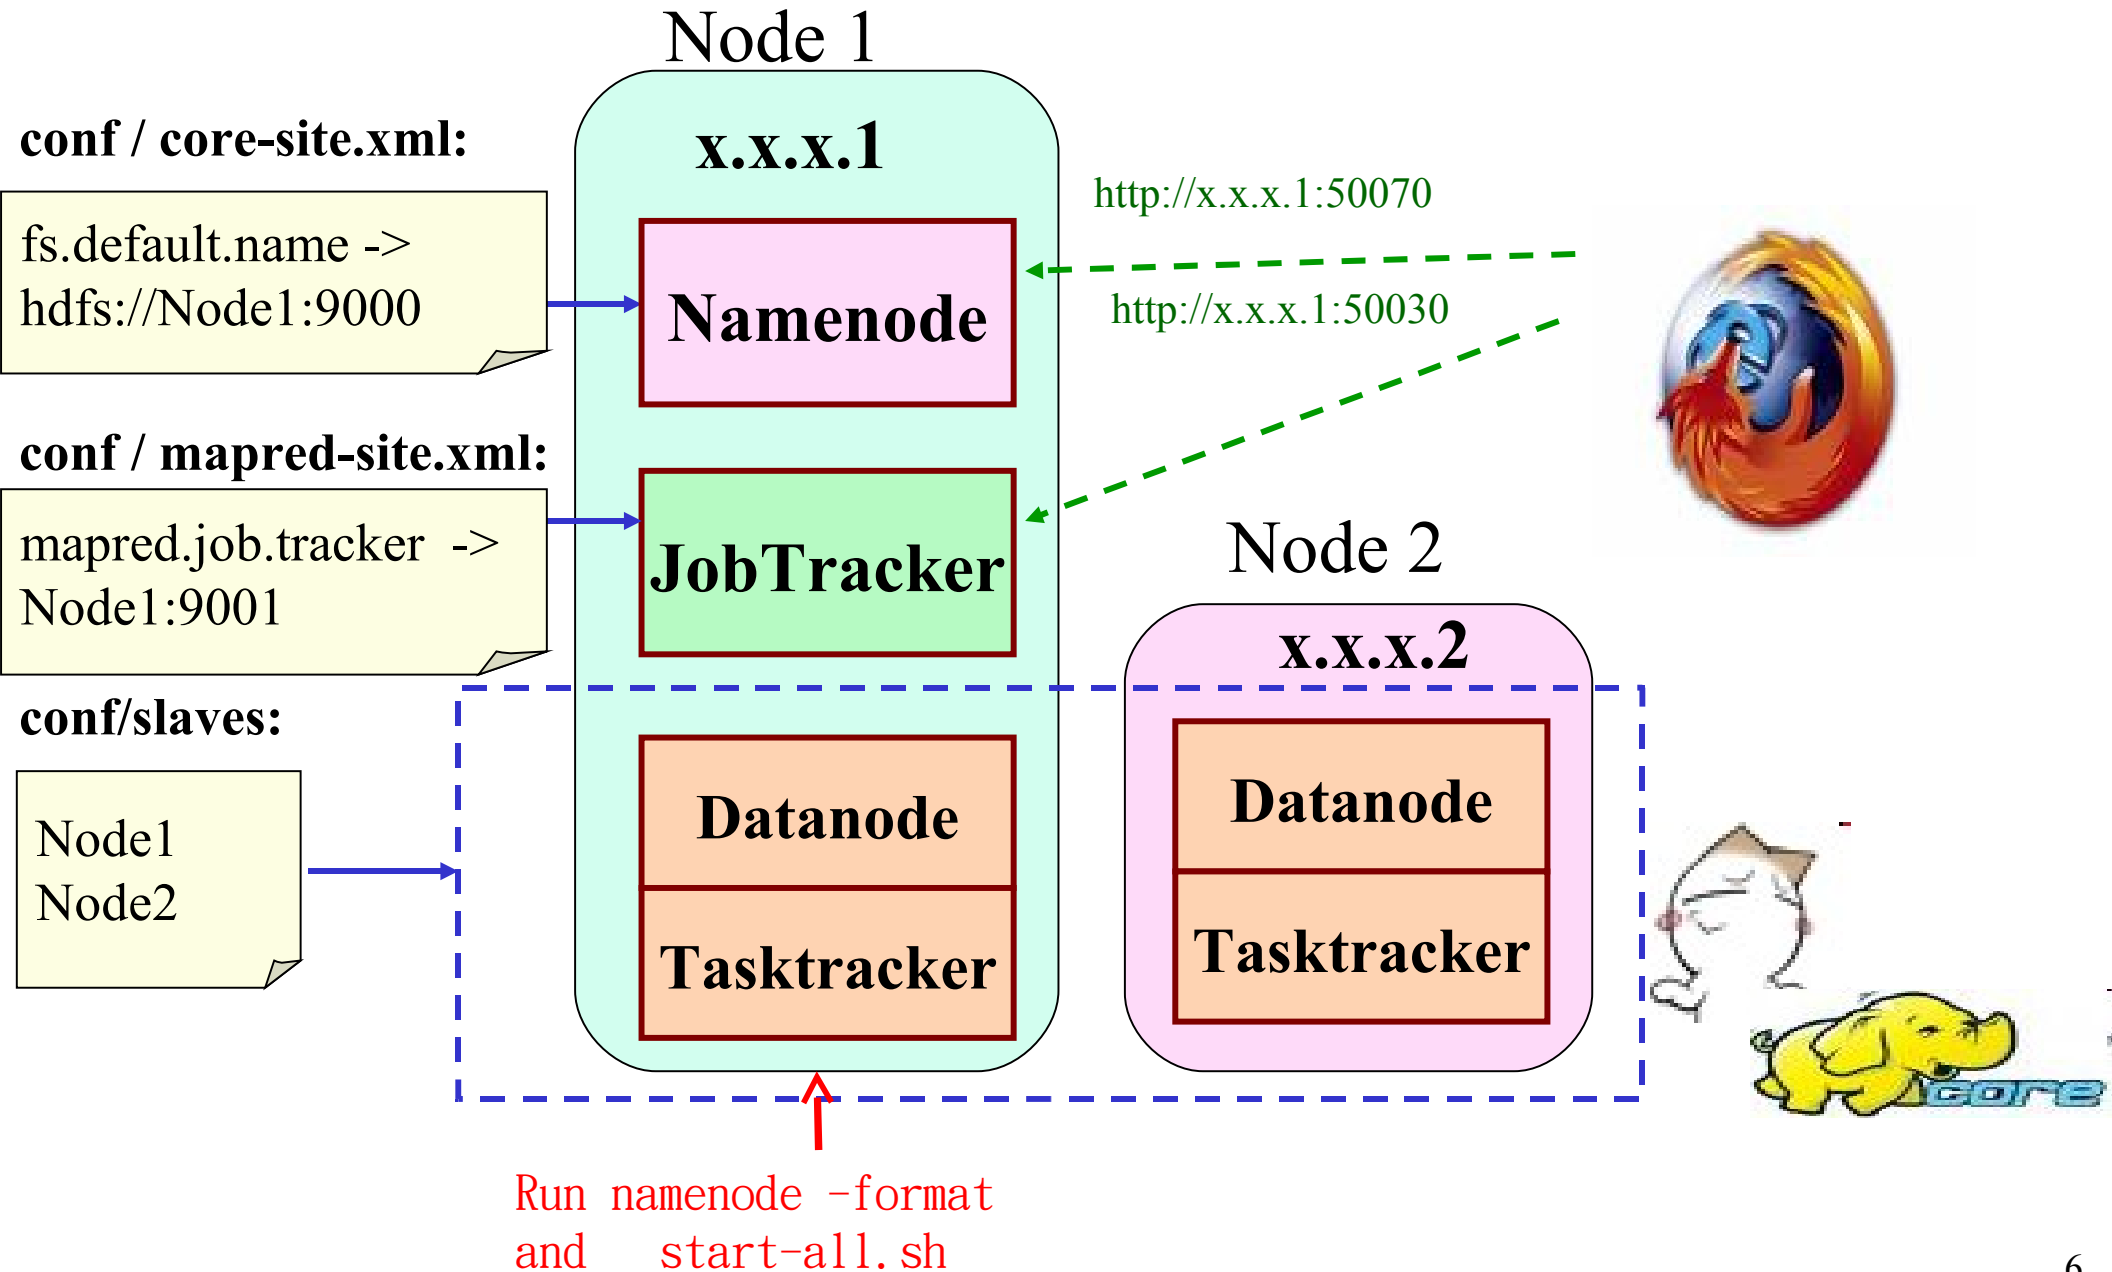 Node 1
conf / core-site.xml:
x.x.x.1
fs.default.name ->
hdfs://Node1:9000
Namenode
http://x.x.x.1:50070
http://x.x.x.1:50030
conf / mapred-site.xml:
mapred.job.tracker ->
Node1:9001
JobTracker
Node 2
x.x.x.2
conf/slaves:
Node1
Node2
Datanode
Tasktracker
Datanode
Tasktracker
core
Run namenode -format
and start-all.sh
6